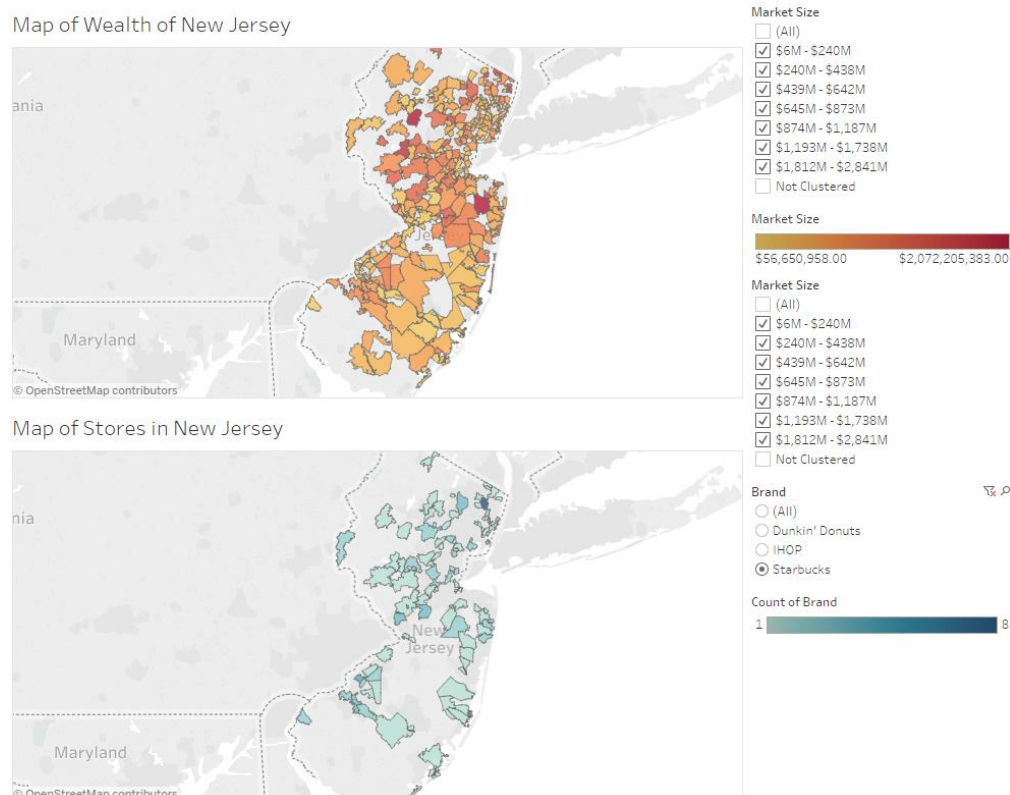 Map of Wealth of New Jersey
ania
Jersey
Maryland
© OpenStreetMap contributors
Map of Stores in New Jersey
nia
New
Jersey
Maryland
© OpenStreetMap contributors
Market Size
(All)
$6M - $240M
$240M - $438M
$439M - $642M
$645M - $873M
$874M - $1,187M
$1,193M - $1,738M
$1,812M - $2,841M
Not Clustered
Market Size
$56,650,958.00 $2,072,205,383.00
Market Size
(All)
$6M - $240M
$240M - $438M
$439M - $642M
$645M - $873M
$874M - $1,187M
$1,193M - $1,738M
$1,812M - $2,841M
Not Clustered
Brand
(All)
Dunkin' Donuts
IHOP
Starbucks
Count of Brand
1 8